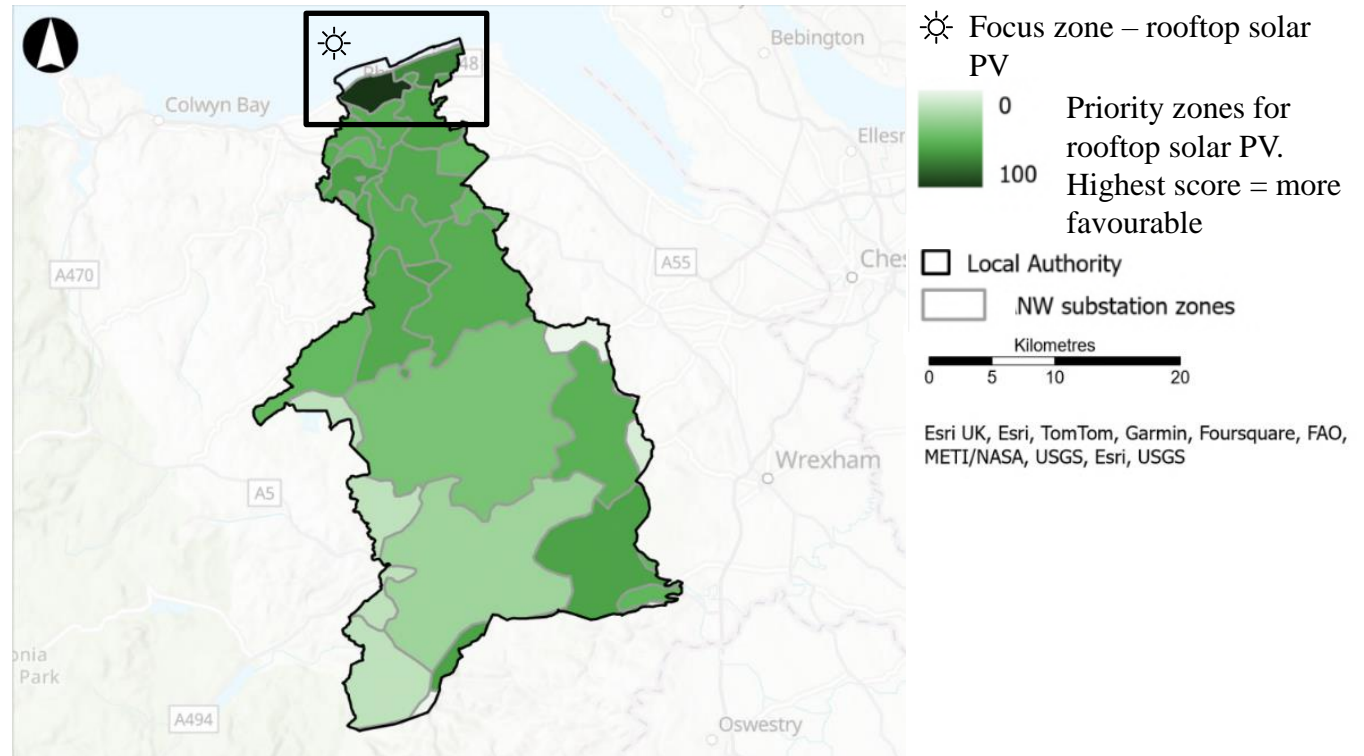 Bebington
48
Colwyn Bay
Elles
A470
A55
Ches
A5
Wrexham
onia
Park
A494
Oswestry
Focus zone – rooftop solar
PV
0
100
Priority zones for
rooftop solar PV.
Highest score = more
favourable
Local Authority
NW substation zones
Kilometres
0 5 10 20
Esri UK, Esri, TomTom, Garmin, Foursquare, FAO,
METI/NASA, USGS, Esri, USGS